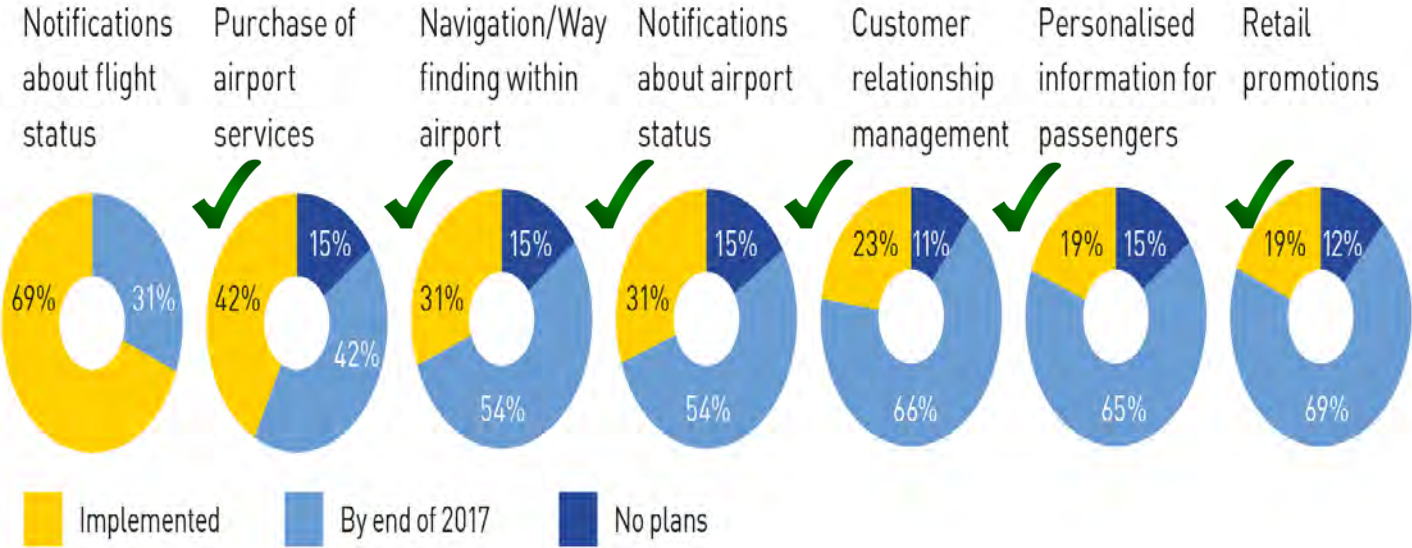 Notifications
about flight
status
Purchase of
airport
services
Navigation/Way
finding within
airport
Notifications
about airport
status
Customer
relationship
management
Personalised
information for
passengers
Retail
promotions
69%
31%
15%
42%
42%
15%
31%
54%
15%
31%
54%
23%
11%
66%
19%
15%
65%
19%
12%
69%
Implemented
By end of 2017
No plans